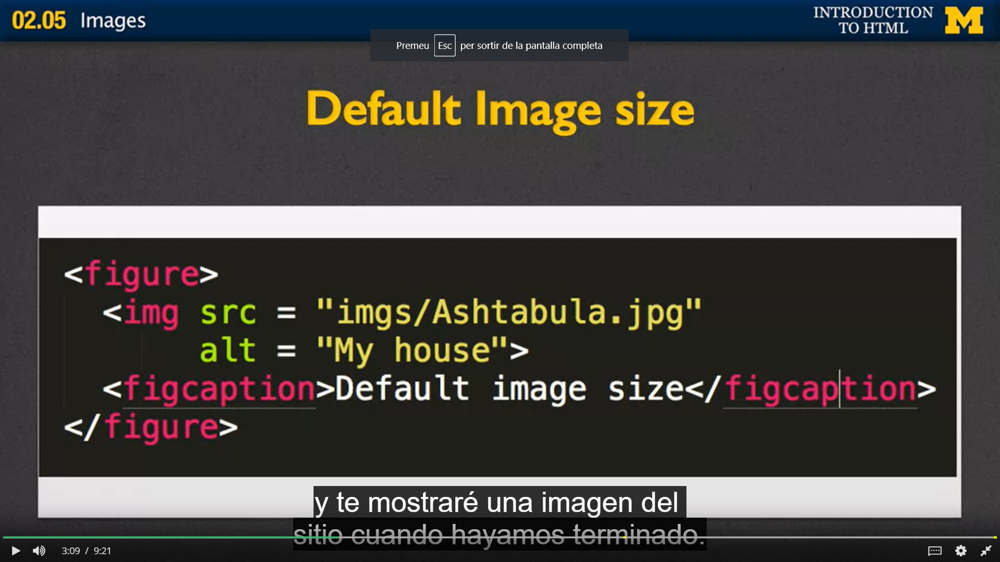 02.05 Images
INTRODUCTION
TO HTML
M
Premeu Esc per sortir de la pantalla completa
Default Image size
<figure>
<img src = "imgs/Ashtabula.jpg"
alt = "My house">
<figcaption>Default image size</figcaption>
</figure>
y te mostraré una imagen del
sitio cuando hayamos terminado.
3:09 / 9:21